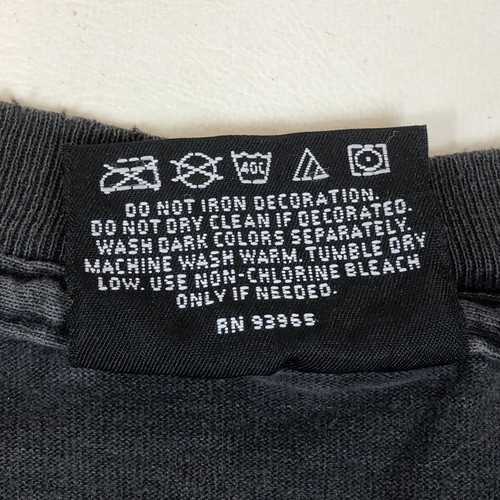 40C
DO NOT IRON DECORATION.
DO NOT DRY CLEAN IF DECORATED.
WASH DARK COLORS SEPARATELY.
MACHINE WASH WARM. TUMBLE DRY
LOW. USE NON-CHLORINE BLEACH
ONLY IF NEEDED.
RN 93965